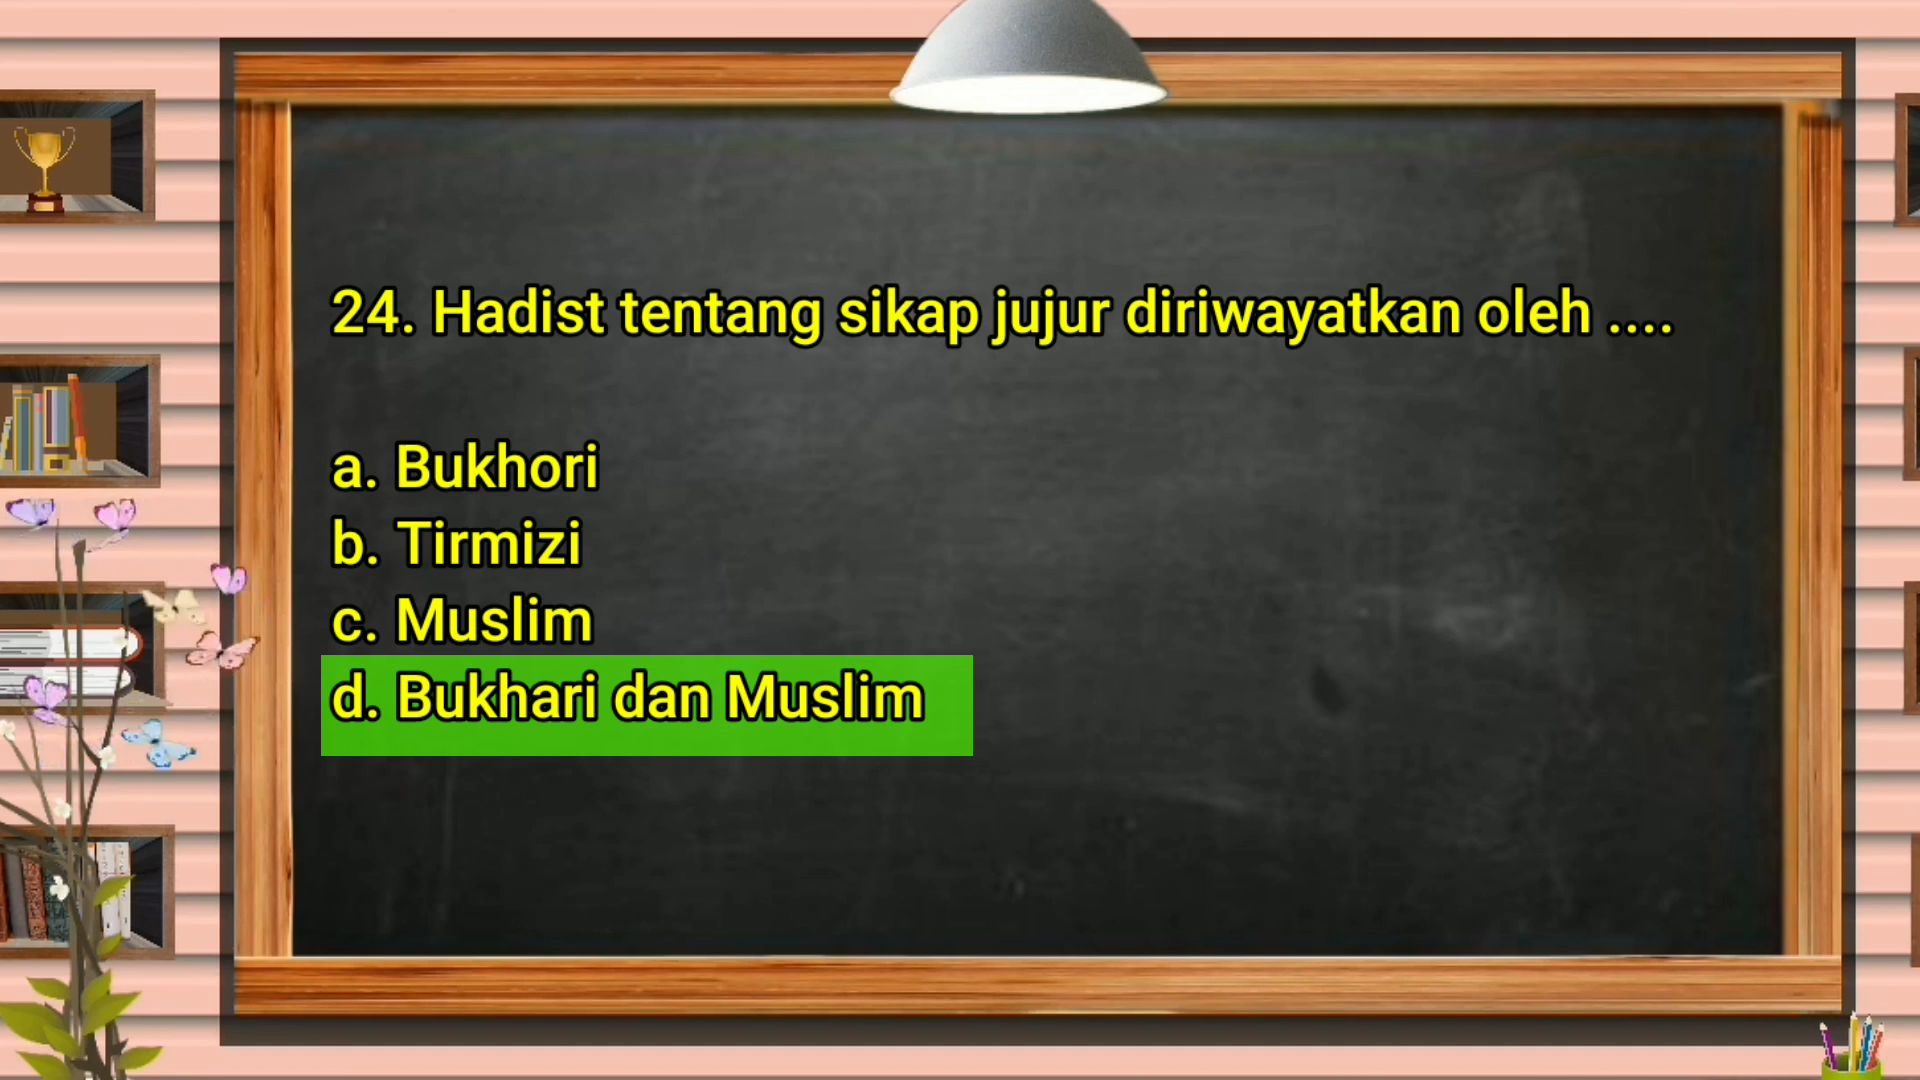 24. Hadist tentang sikap jujur diriwayatkan oleh ....
a. Bukhori
b. Tirmizi
c. Muslim
d. Bukhari dan Muslim